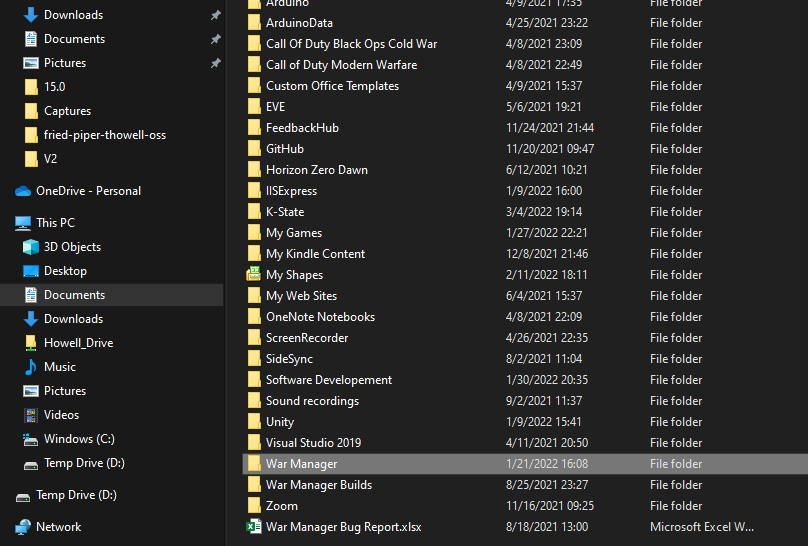 Downloads
Documents
Pictures
15.0
Captures
fried-piper-thowell-oss
V2
OneDrive - Personal
This PC
3D Objects
Desktop
Documents
Downloads
Howell_Drive
Music
Pictures
Videos
Windows (C:)
Temp Drive (D:)
Temp Drive (D:)
Network
Arduino 4/9/2021 17:35 File folder
ArduinoData 4/25/2021 23:22 File folder
Call Of Duty Black Ops Cold War 4/8/2021 23:09 File folder
Call of Duty Modern Warfare 4/8/2021 22:49 File folder
Custom Office Templates 4/9/2021 15:37 File folder
EVE 5/6/2021 19:21 File folder
FeedbackHub 11/24/2021 21:44 File folder
GitHub 11/20/2021 09:47 File folder
Horizon Zero Dawn 6/12/2021 10:21 File folder
IISExpress 1/9/2022 16:00 File folder
K-State 3/4/2022 19:14 File folder
My Games 1/27/2022 22:21 File folder
My Kindle Content 12/8/2021 21:46 File folder
My Shapes 2/11/2022 18:11 File folder
My Web Sites 6/4/2021 15:37 File folder
OneNote Notebooks 4/8/2021 22:09 File folder
ScreenRecorder 4/26/2021 22:35 File folder
SideSync 8/2/2021 11:04 File folder
Software Developement 1/30/2022 20:35 File folder
Sound recordings 9/2/2021 11:37 File folder
Unity 1/9/2022 15:41 File folder
Visual Studio 2019 4/11/2021 20:50 File folder
War Manager 1/21/2022 16:08 File folder
War Manager Builds 8/25/2021 23:27 File folder
Zoom 11/16/2021 09:25 File folder
War Manager Bug Report.xlsx 8/18/2021 13:00 Microsoft Excel W...